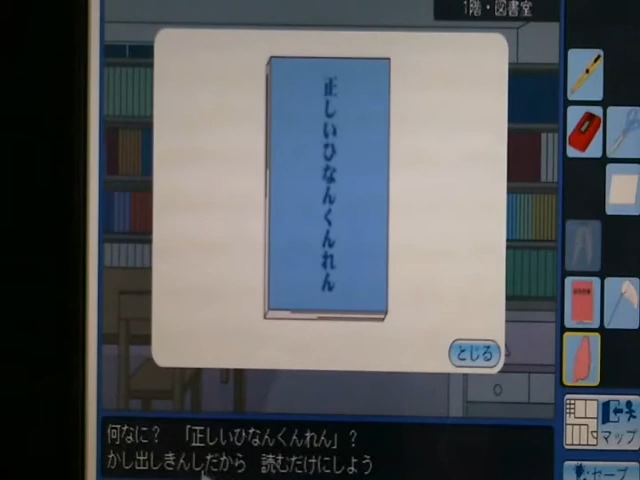 1階・図書室
正しいひなんくんれん
とじる
何なに？ 「正しいひなんくんれん」？
かし出しきんしだから 読むだけにしよう
マップ
セーブ